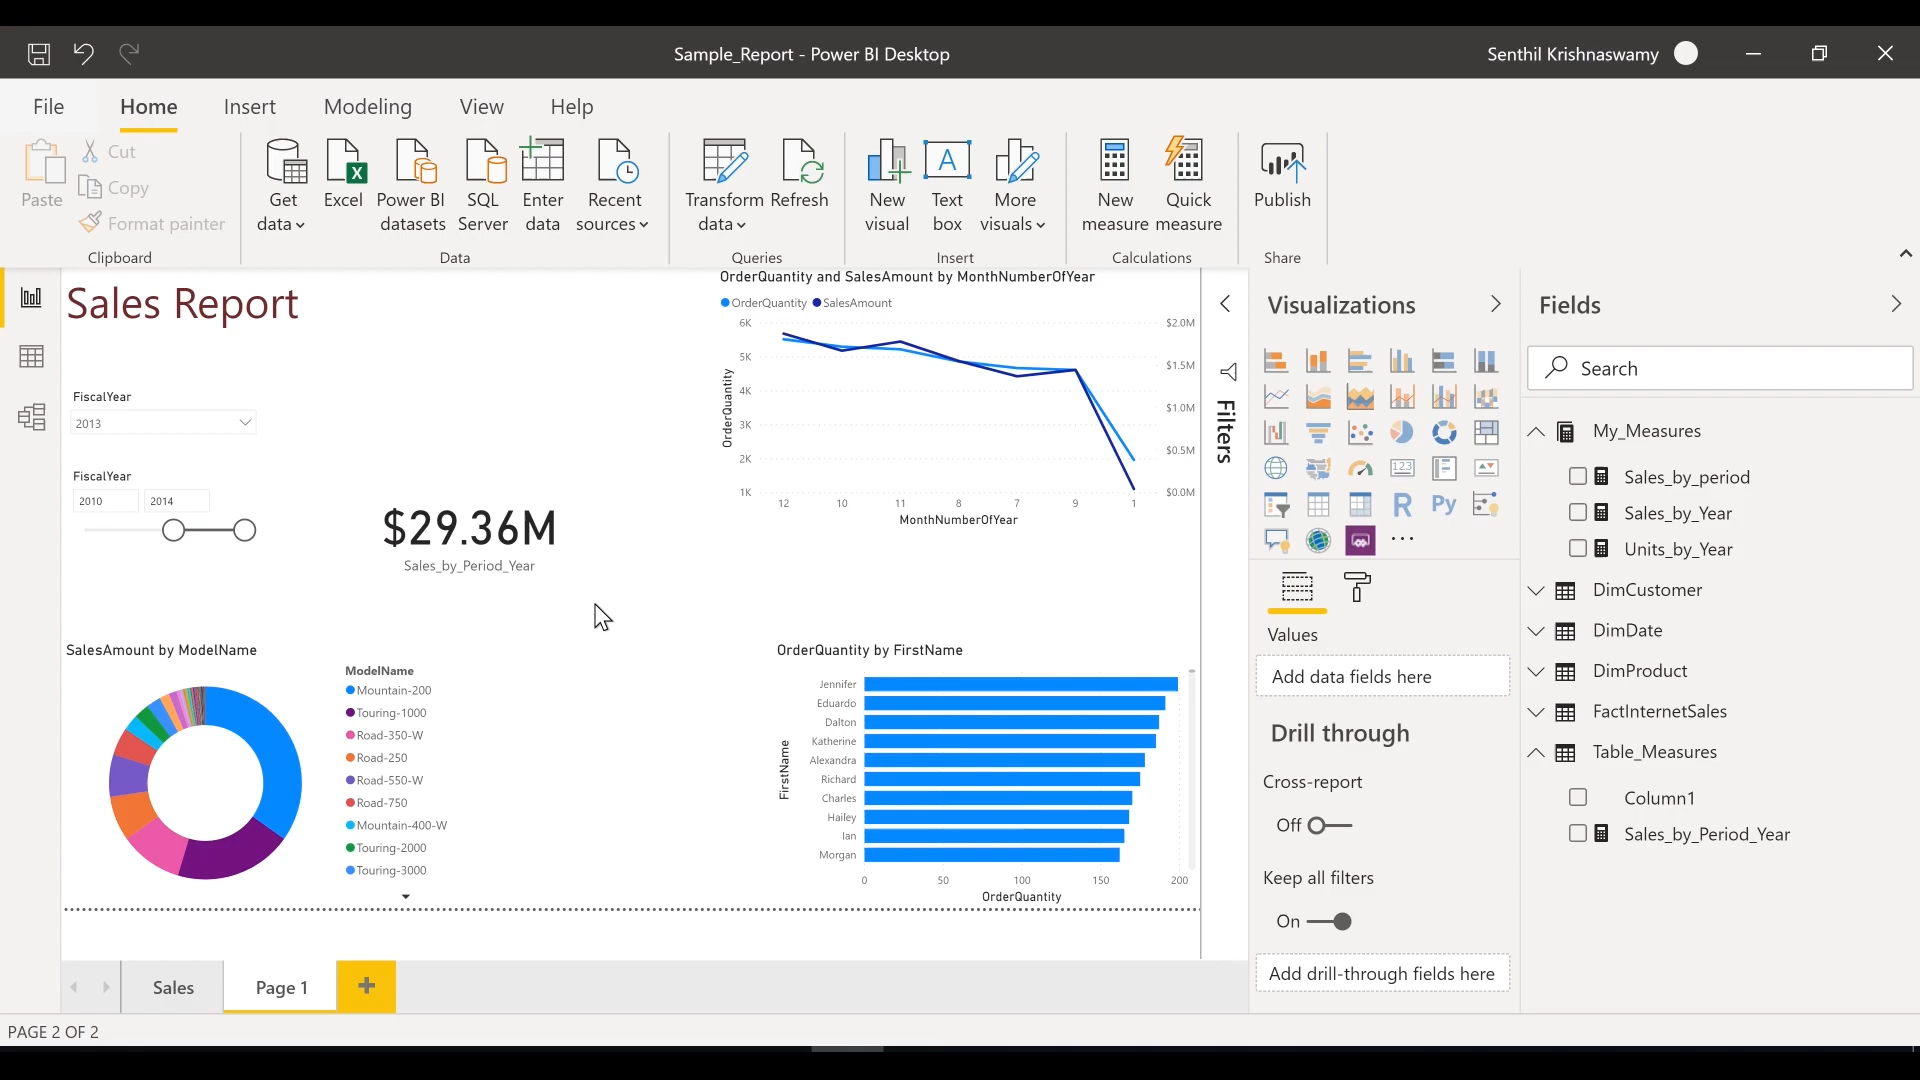 Sample_Report - Power BI Desktop
Senthil Krishnaswamy
File Home Insert Modeling View Help
Paste
Cut
Copy
Format painter
Clipboard
Get data
Excel
Power BI datasets
SQL Server
Enter data
Recent sources
Data
Transform data
Refresh
Queries
New visual
Text box
More visuals
Insert
New measure
Quick measure
Calculations
Publish
Share
Sales Report
FiscalYear
2013
FiscalYear
2010 2014
$29.36M
Sales_by_Period_Year
OrderQuantity and SalesAmount by MonthNumberOfYear
OrderQuantity SalesAmount
6K
5K
4K
3K
2K
1K
OrderQuantity
$2.0M
$1.5M
$1.0M
$0.5M
$0.0M
12 10 11 8 7 9 1
MonthNumberOfYear
SalesAmount by ModelName
ModelName
Mountain-200
Touring-1000
Road-350-W
Road-250
Road-550-W
Road-750
Mountain-400-W
Touring-2000
Touring-3000
OrderQuantity by FirstName
FirstName
Jennifer
Eduardo
Dalton
Katherine
Alexandra
Richard
Charles
Hailey
Ian
Morgan
0 50 100 150 200
OrderQuantity
Filters
Visualizations
123
R
Py
Values
Add data fields here
Drill through
Cross-report
Off
Keep all filters
On
Add drill-through fields here
Fields
Search
My_Measures
Sales_by_period
Sales_by_Year
Units_by_Year
DimCustomer
DimDate
DimProduct
FactInternetSales
Table_Measures
Column1
Sales_by_Period_Year
Sales
Page 1
PAGE 2 OF 2